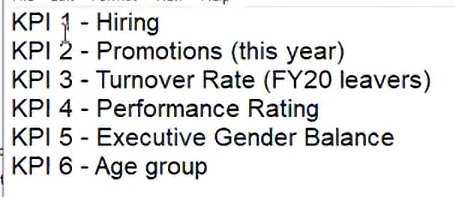 KPI 1 - Hiring
KPI 2 - Promotions (this year)
KPI 3 - Turnover Rate (FY20 leavers)
KPI 4 - Performance Rating
KPI 5 - Executive Gender Balance
KPI 6 - Age group